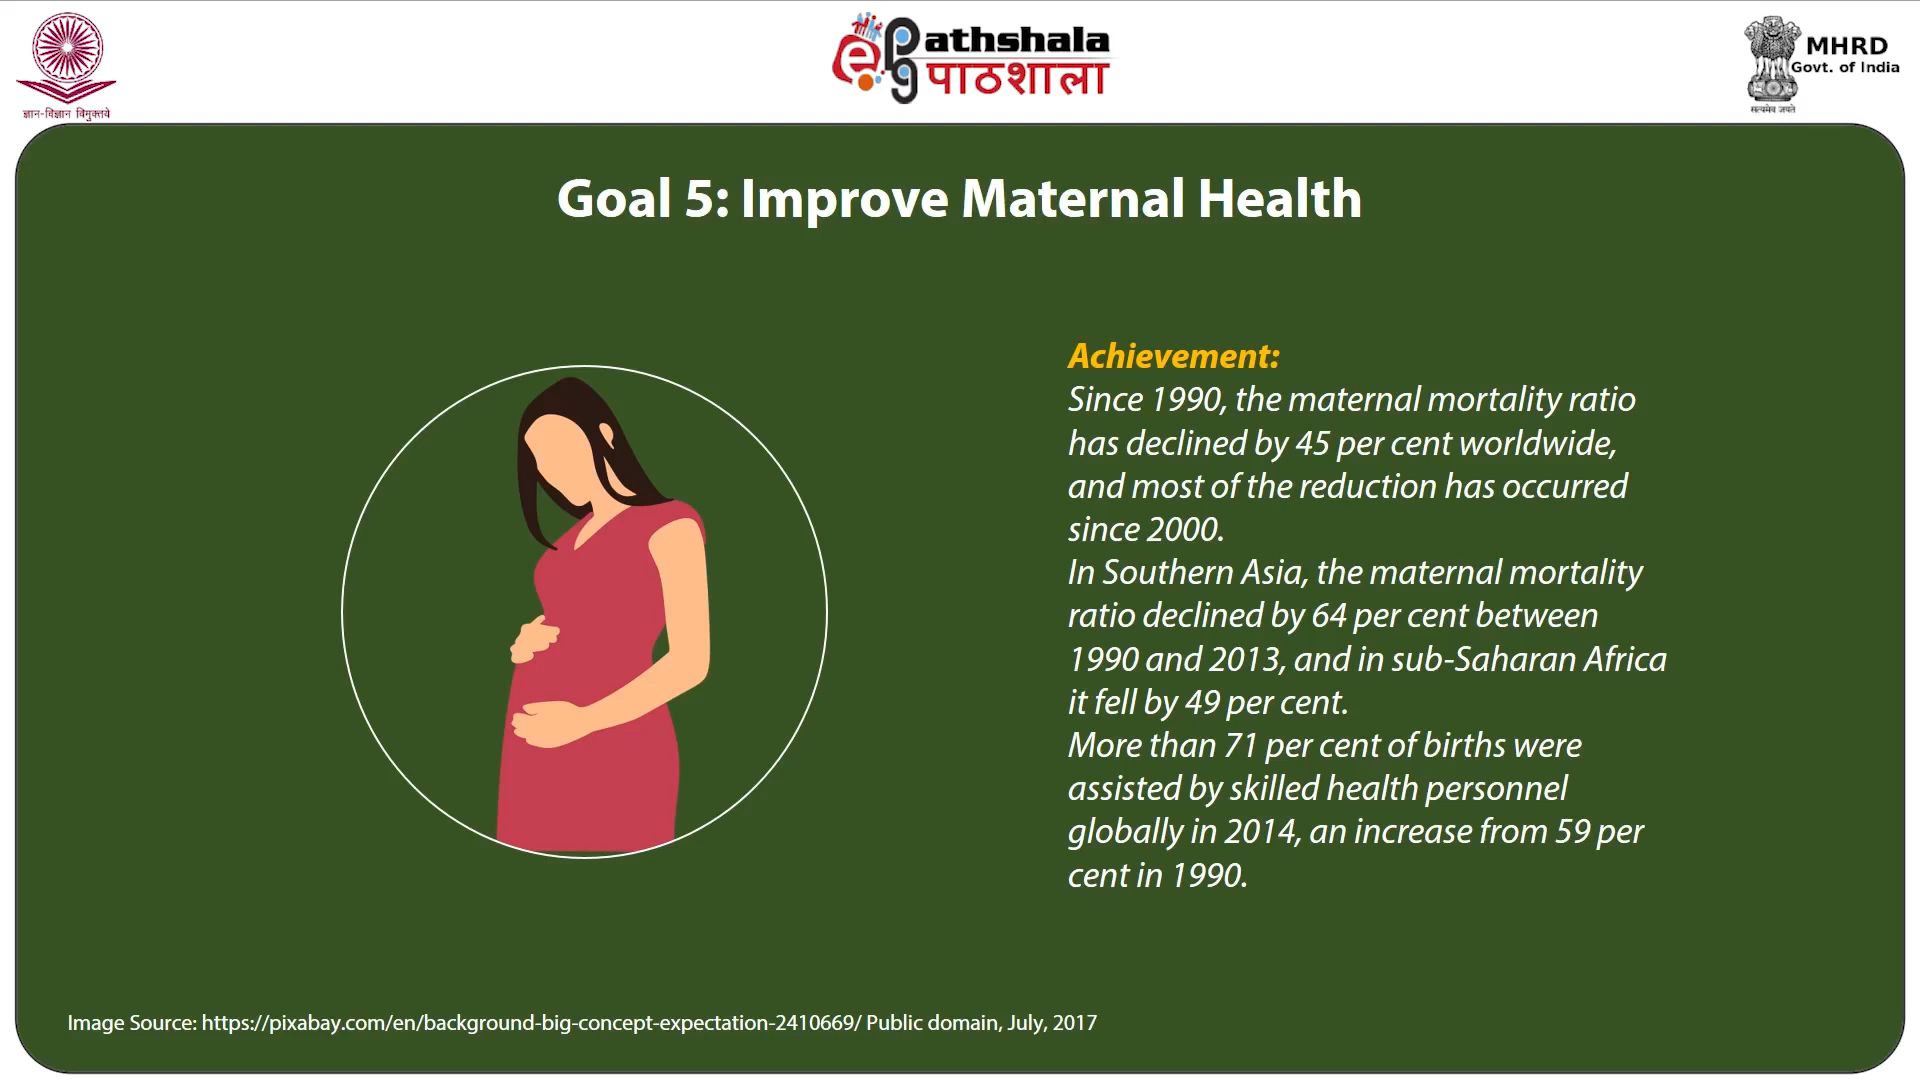 ज्ञान-विज्ञान विमुक्तये
e Pg athshala
पाठशाला
सत्यमेव जयते
MHRD
Govt. of India
Goal 5: Improve Maternal Health
Achievement:
Since 1990, the maternal mortality ratio
has declined by 45 per cent worldwide,
and most of the reduction has occurred
since 2000.
In Southern Asia, the maternal mortality
ratio declined by 64 per cent between
1990 and 2013, and in sub-Saharan Africa
it fell by 49 per cent.
More than 71 per cent of births were
assisted by skilled health personnel
globally in 2014, an increase from 59 per
cent in 1990.
Image Source: https://pixabay.com/en/background-big-concept-expectation-2410669/ Public domain, July, 2017